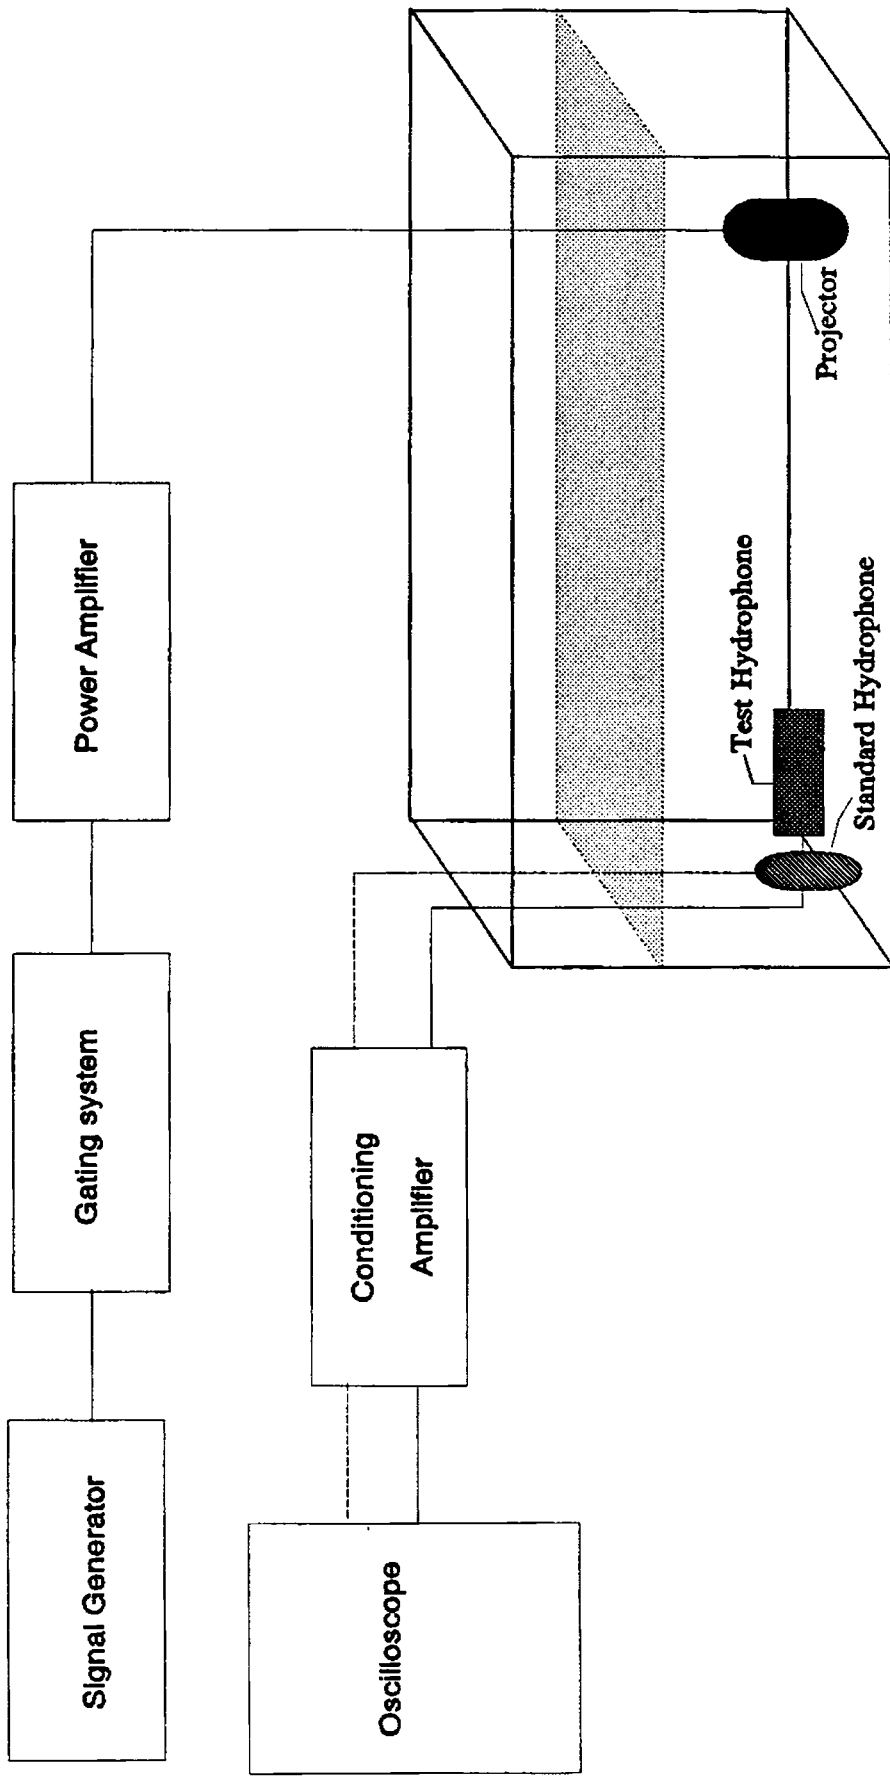 Signal Generator
Gating system
Power Amplifier
Oscilloscope
Conditioning
Amplifier
Test Hydrophone
Standard Hydrophone
Projector